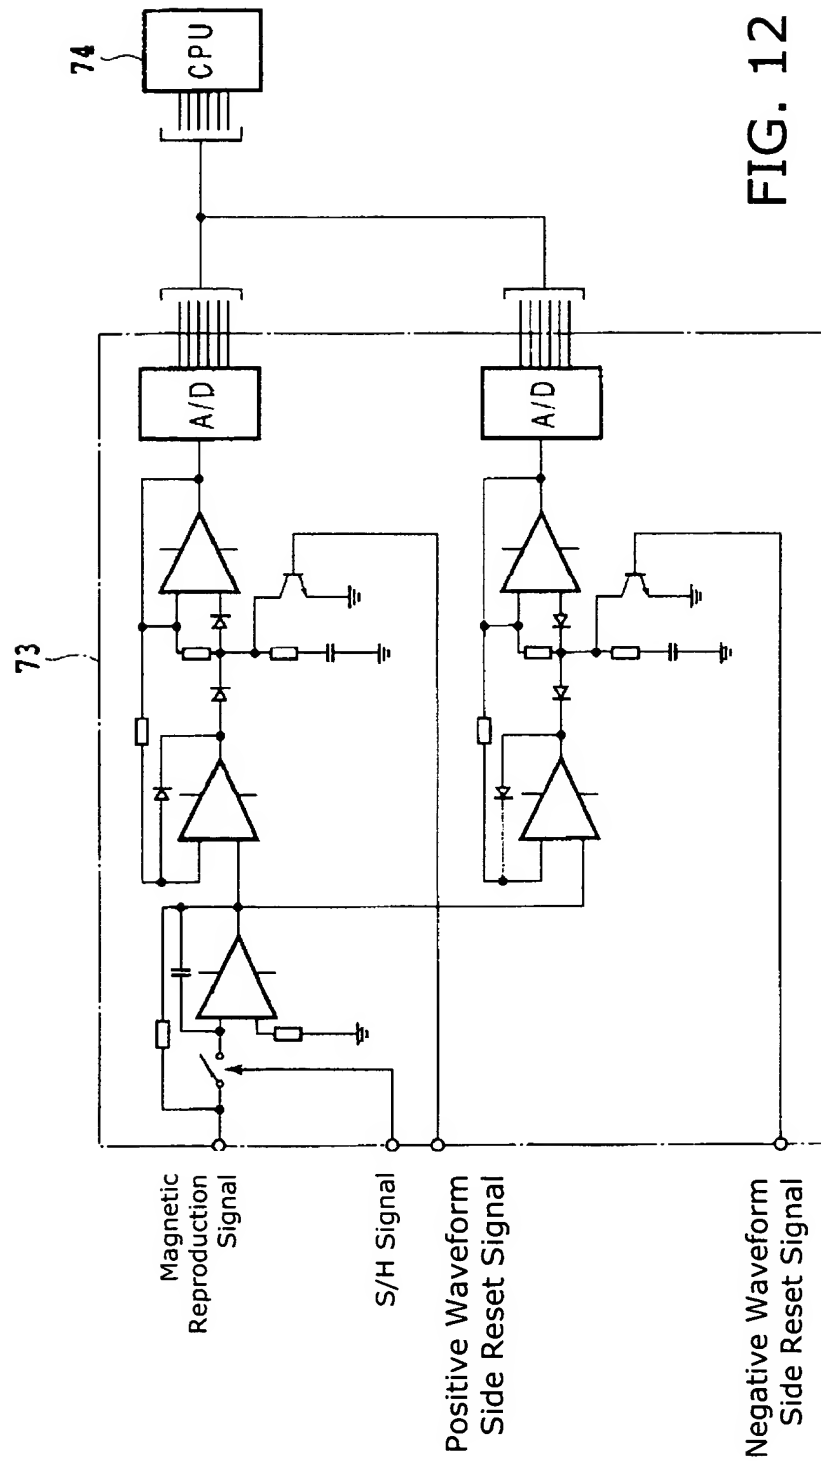 73
74
CPU
A/D
A/D
Magnetic
Reproduction
Signal
S/H Signal
Positive Waveform
Side Reset Signal
Negative Waveform
Side Reset Signal
FIG. 12